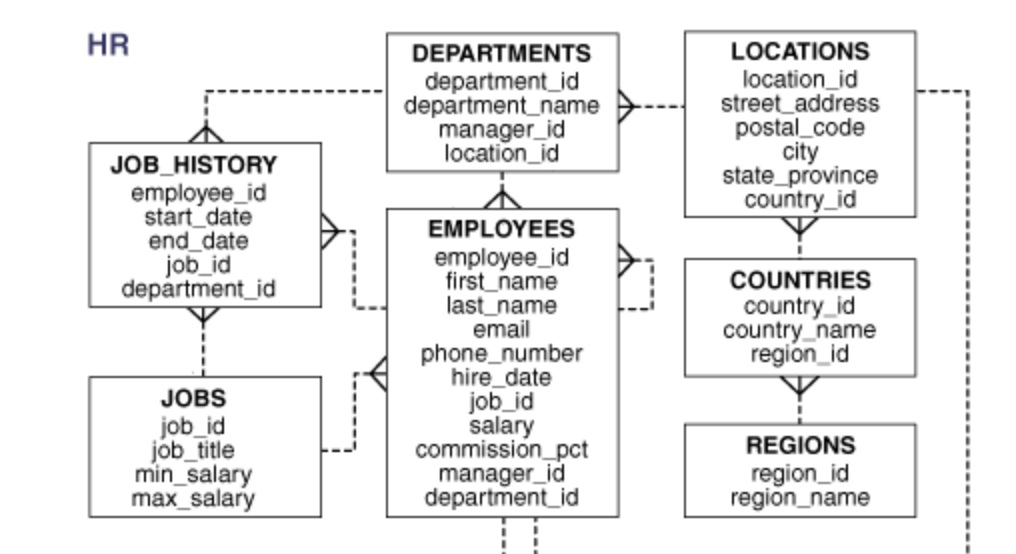 HR
DEPARTMENTS
department_id
department_name
manager_id
location_id
LOCATIONS
location_id
street_address
postal_code
city
state_province
country_id
JOB_HISTORY
employee_id
start_date
end_date
job_id
department_id
EMPLOYEES
employee_id
first_name
last_name
email
phone_number
hire_date
job_id
salary
commission_pct
manager_id
department_id
COUNTRIES
country_id
country_name
region_id
JOBS
job_id
job_title
min_salary
max_salary
REGIONS
region_id
region_name